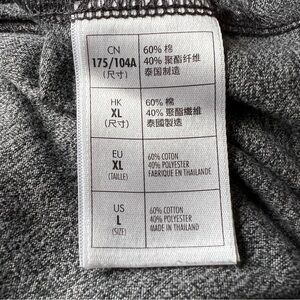 CN
175/104A
(尺寸)
60% 棉
40% 聚酯纤维
泰国制造
HK
XL
(尺寸)
60% 棉
40% 聚酯纖維
泰國製造
EU
XL
(TAILLE)
60% COTON
40% POLYESTER
FABRIQUE EN THAILANDE
US
L
(SIZE)
60% COTTON
40% POLYESTER
MADE IN THAILAND